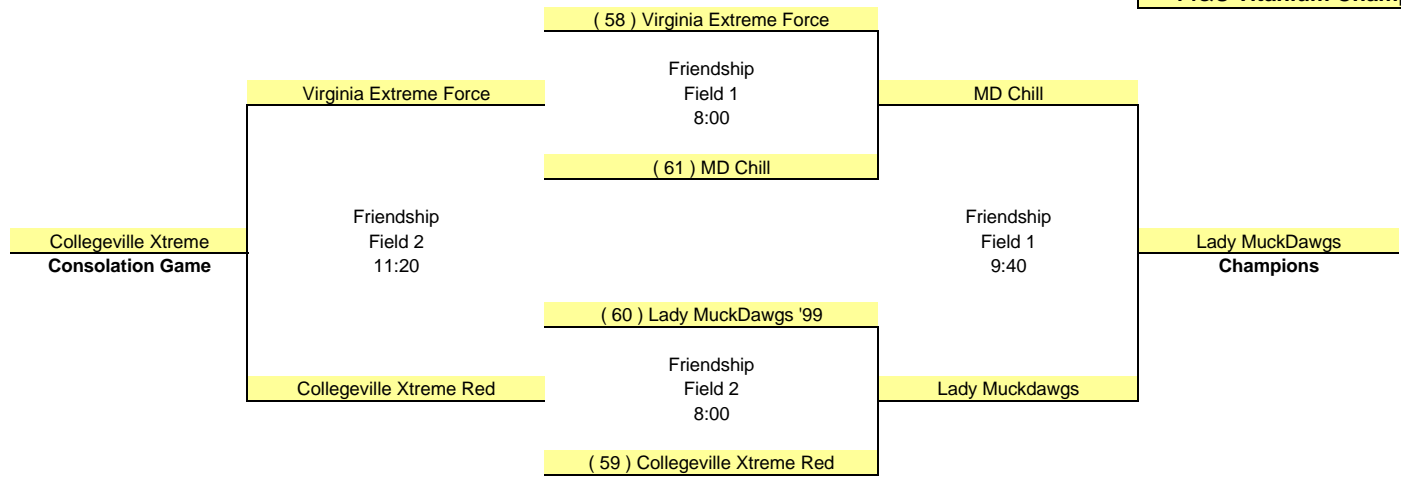 ( 58 ) Virginia Extreme Force
Friendship
Virginia Extreme Force Field 1 MD Chill
8:00
( 61 ) MD Chill
Friendship Friendship
Collegeville Xtreme Field 2 Field 1 Lady MuckDawgs
Consolation Game 11:20 9:40 Champions
( 60 ) Lady MuckDawgs '99
Friendship
Collegeville Xtreme Red Field 2 Lady Muckdawgs
8:00
( 59 ) Collegeville Xtreme Red